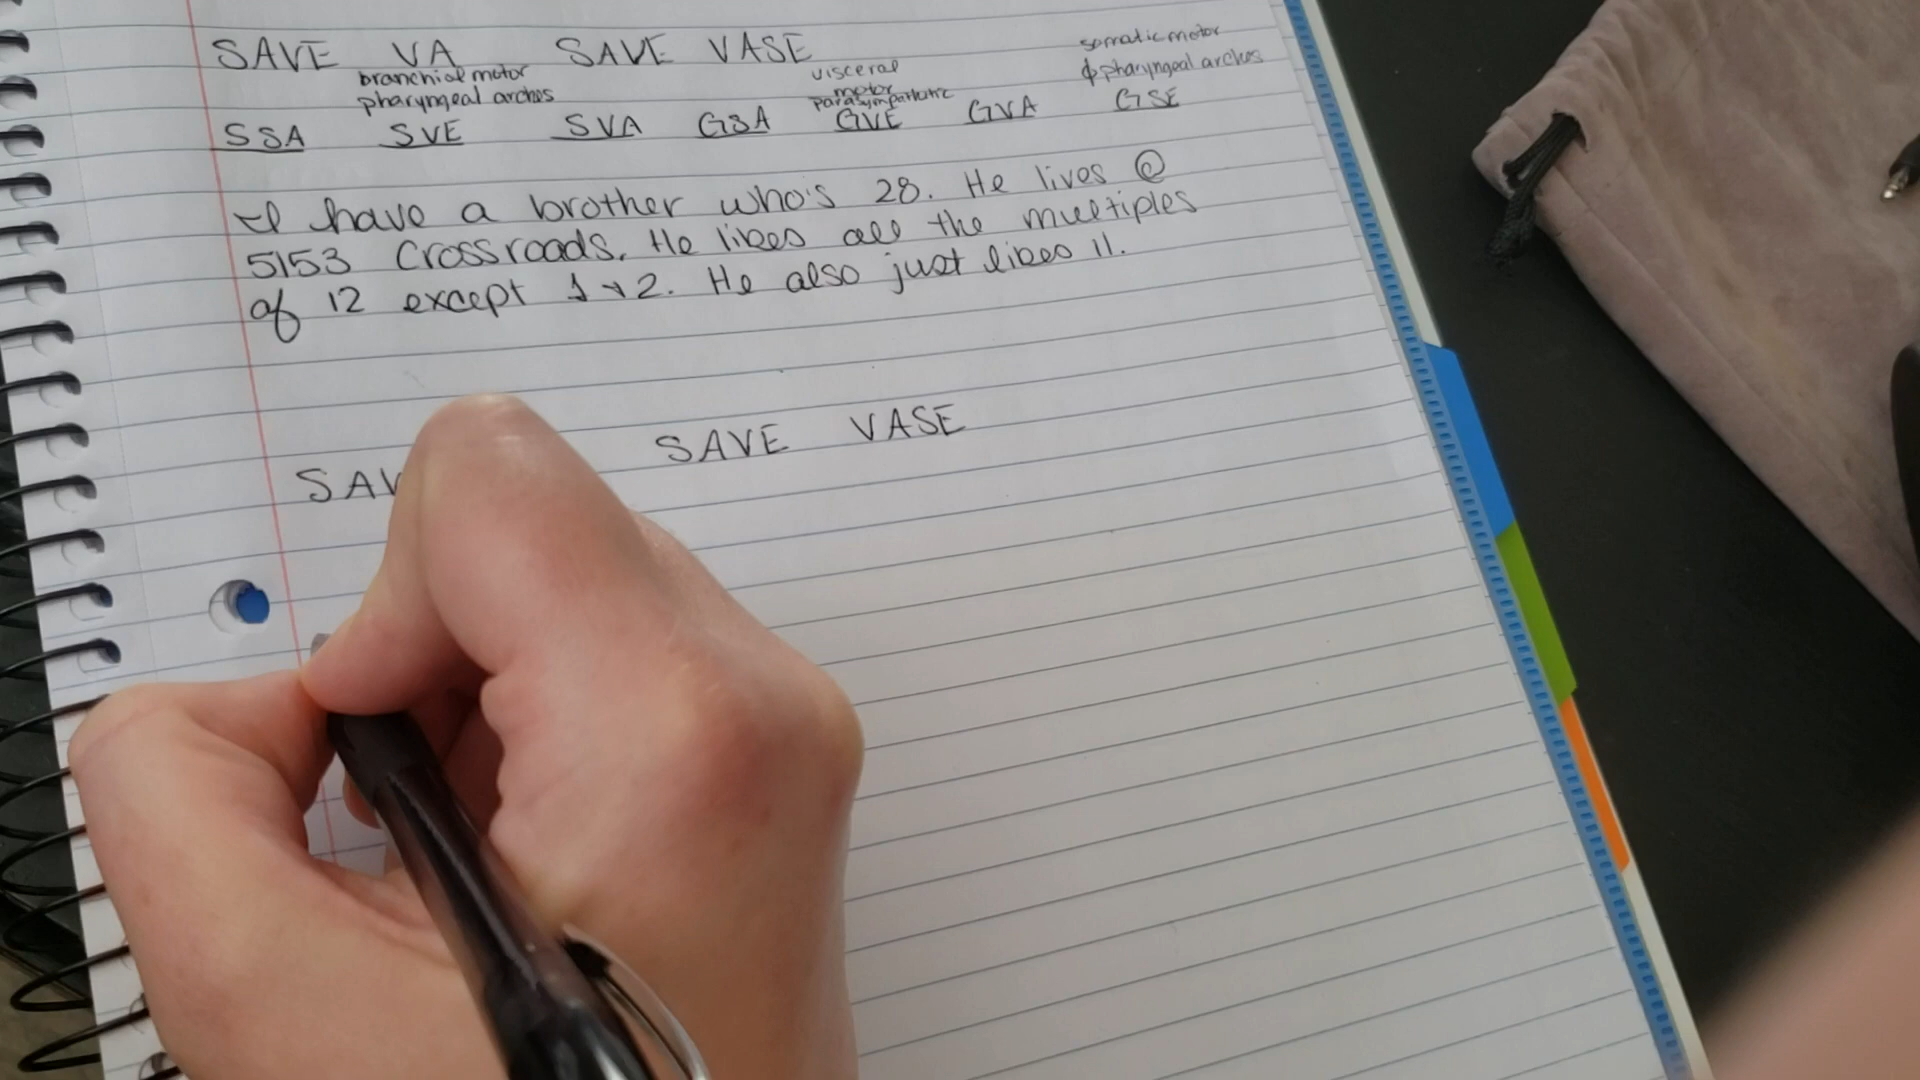 SAVE VA SAVE VASE
branchial motor
pharyngeal arches
visceral
motor
parasympathetic
somatic motor
ϕ pharyngeal arches
SSA SVE SVA GSA GVE GVA GSE
I have a brother who's 28. He lives @
5153 Crossroads. He likes all the multiples
of 12 except 1 + 2. He also just likes 11.
SAV SAVE VASE